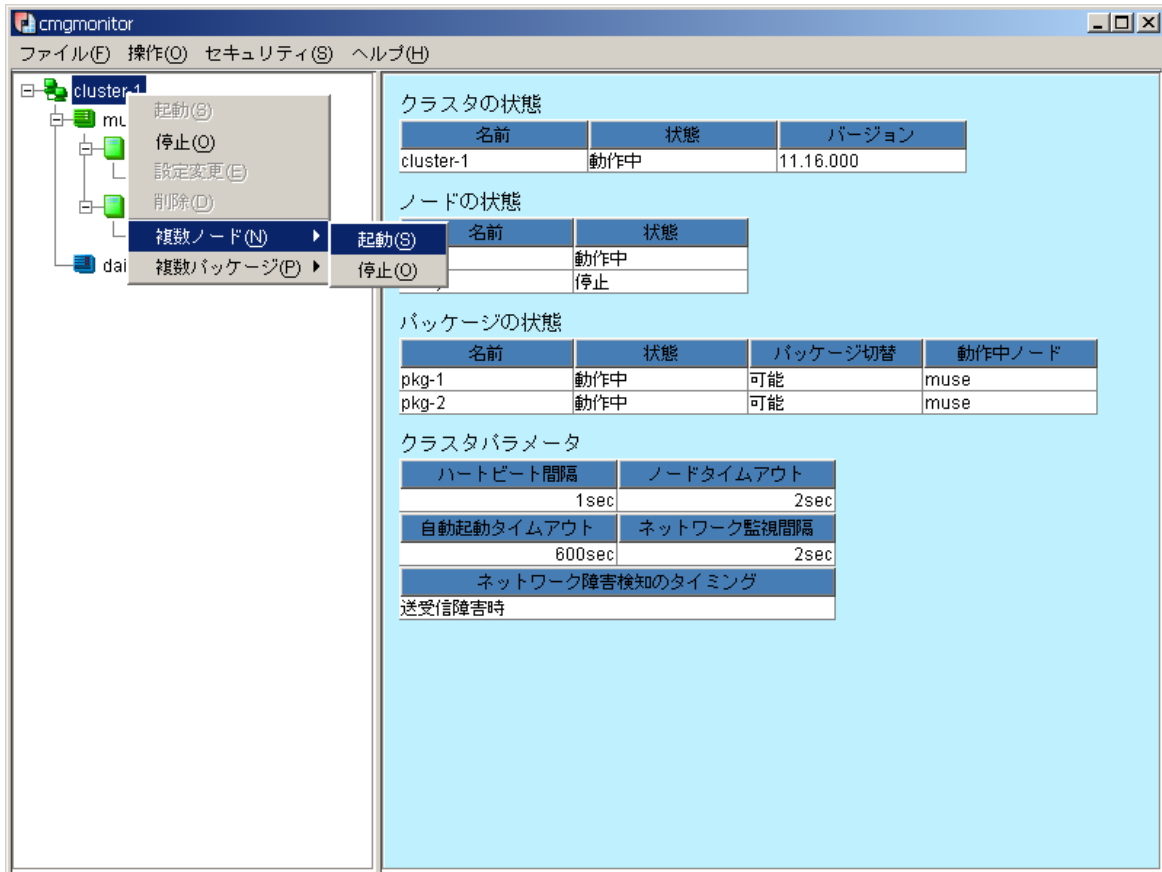 cmgmonitor
ファイル(F) 操作(O) セキュリティ(S) ヘルプ(H)
cluster-1
起動(S)
停止(O)
設定変更(E)
削除(D)
複数ノード(N)
複数パッケージ(P)
起動(S)
停止(O)
mu
dai
クラスタの状態
名前 状態 バージョン
cluster-1 動作中 11.16.000
ノードの状態
名前 状態
動作中
停止
パッケージの状態
名前 状態 パッケージ切替 動作中ノード
pkg-1 動作中 可能 muse
pkg-2 動作中 可能 muse
クラスタパラメータ
ハートビート間隔 ノードタイムアウト
1sec 2sec
自動起動タイムアウト ネットワーク監視間隔
600sec 2sec
ネットワーク障害検知のタイミング
送受信障害時